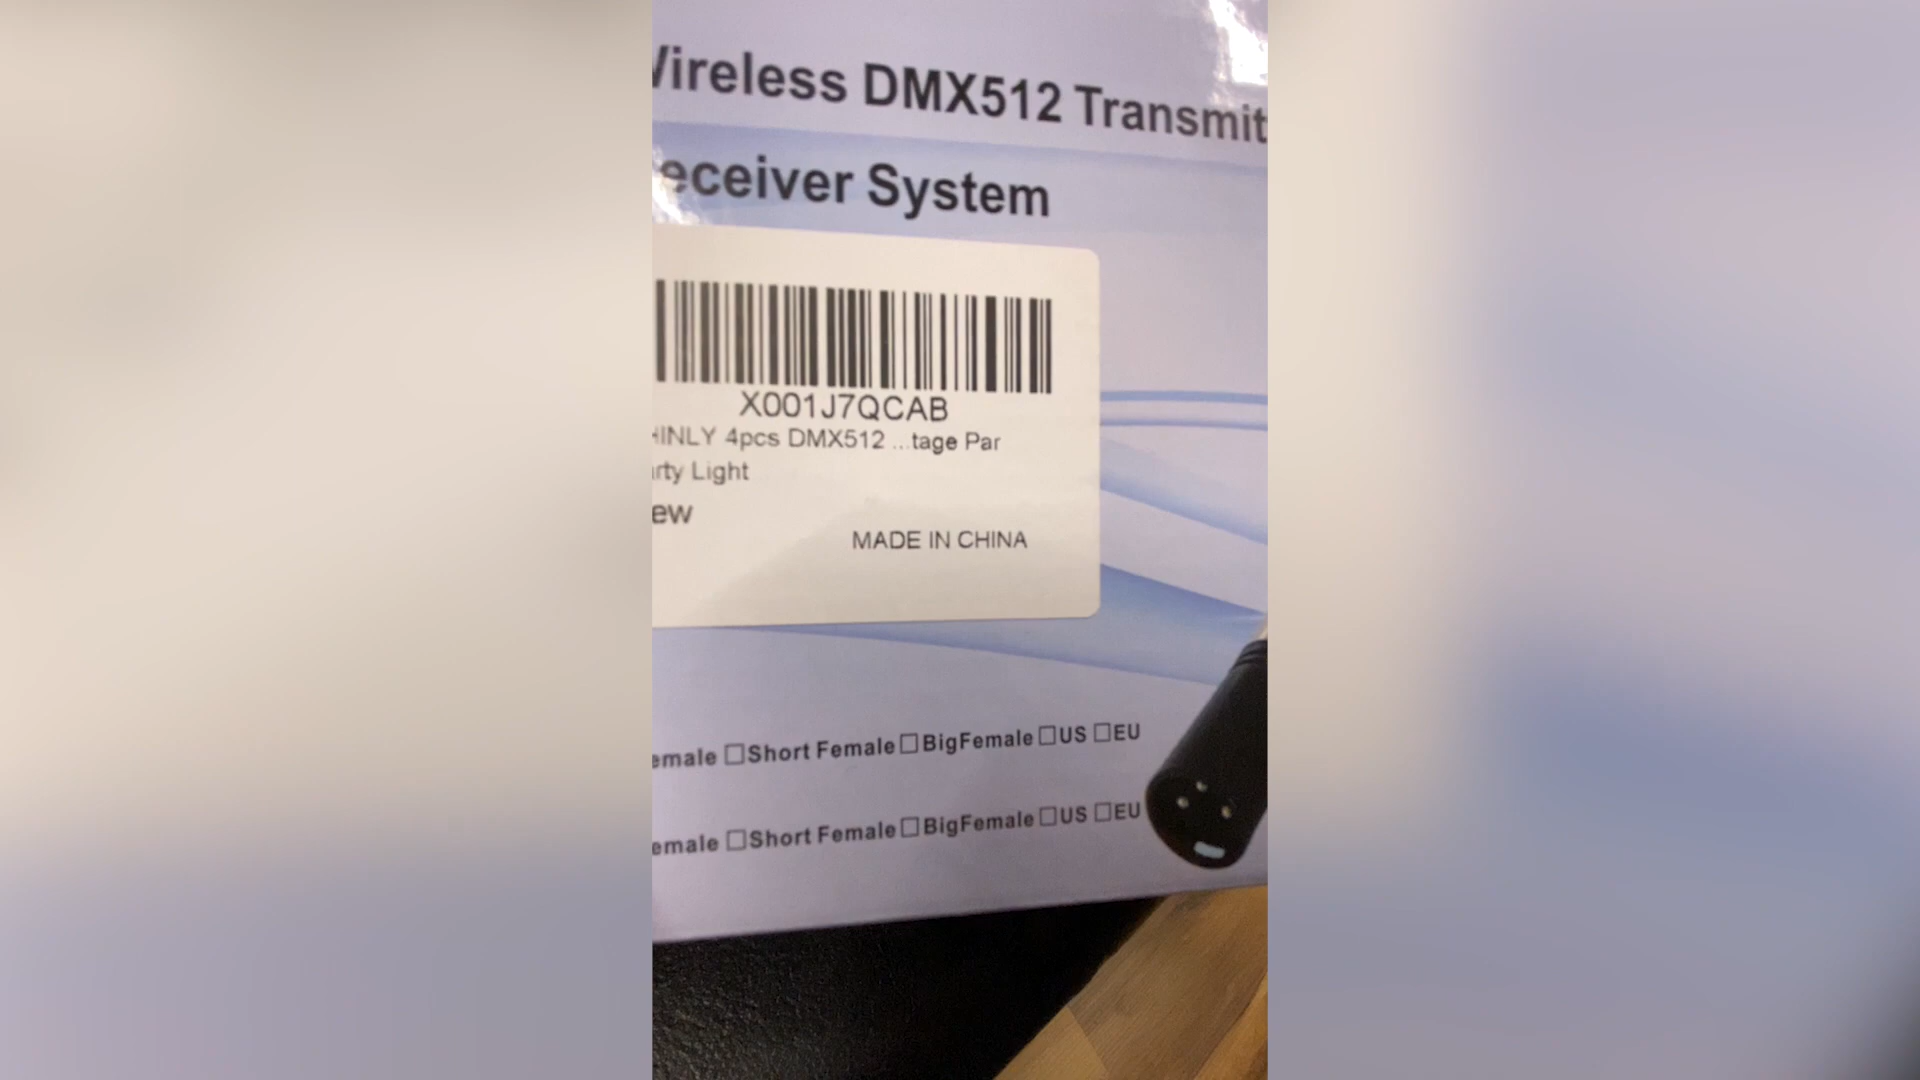 Wireless DMX512 Transmit
eceiver System
X001J7QCAB
HINLY 4pcs DMX512 ...tage Par
arty Light
ew
MADE IN CHINA
emale □Short Female□BigFemale□US □EU
emale □Short Female□BigFemale□US □EU